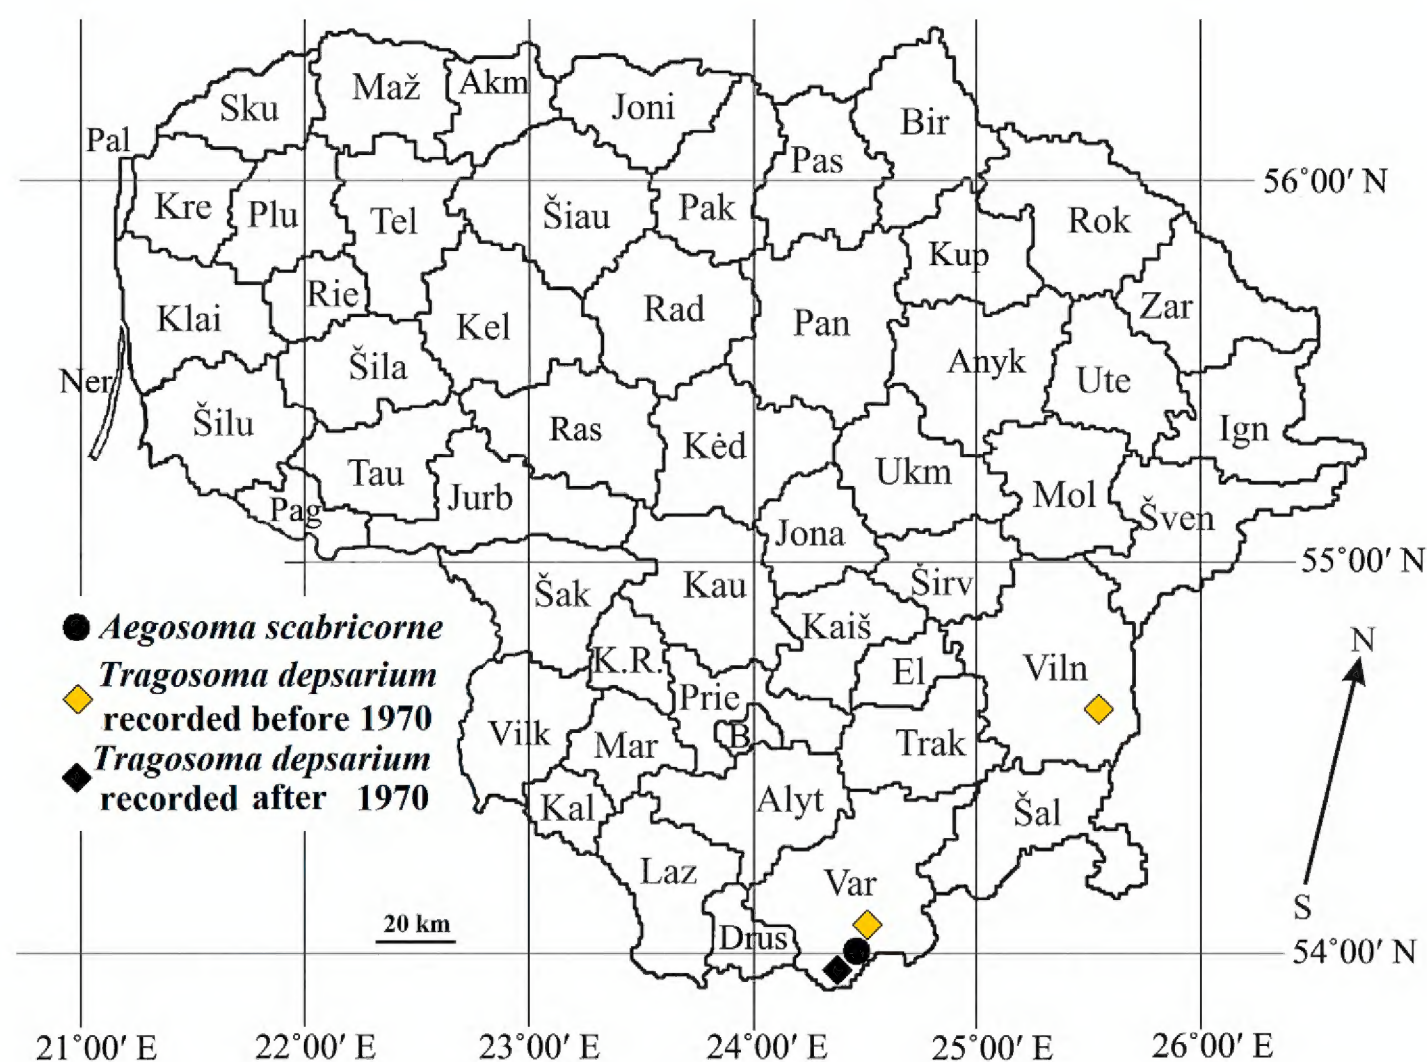 Sku
Maž
Akm
Joni
Bir
Pal
Pas
56°00′ N
Kre
Plu
Tel
Šiau
Pak
Rok
Kup
Klai
Rie
Kel
Rad
Pan
Zar
Anyk
Ner
Šila
Ute
Šilu
Ras
Kėd
Ign
Tau
Jurb
Ukm
Mol
Šven
Pag
Jona
55°00′ N
Šak
Kau
Širv
Kaiš
Aegosoma scabricorne
N
K.R.
El
Viln
Tragosoma depsarium
recorded before 1970
Prie
Vilk
Mar
B
Trak
Tragosoma depsarium
recorded after 1970
Kal
Alyt
Šal
Laz
Var
S
20 km
Drus
54°00′ N
21°00′ E
22°00′ E
23°00′ E
24°00′ E
25°00′ E
26°00′ E